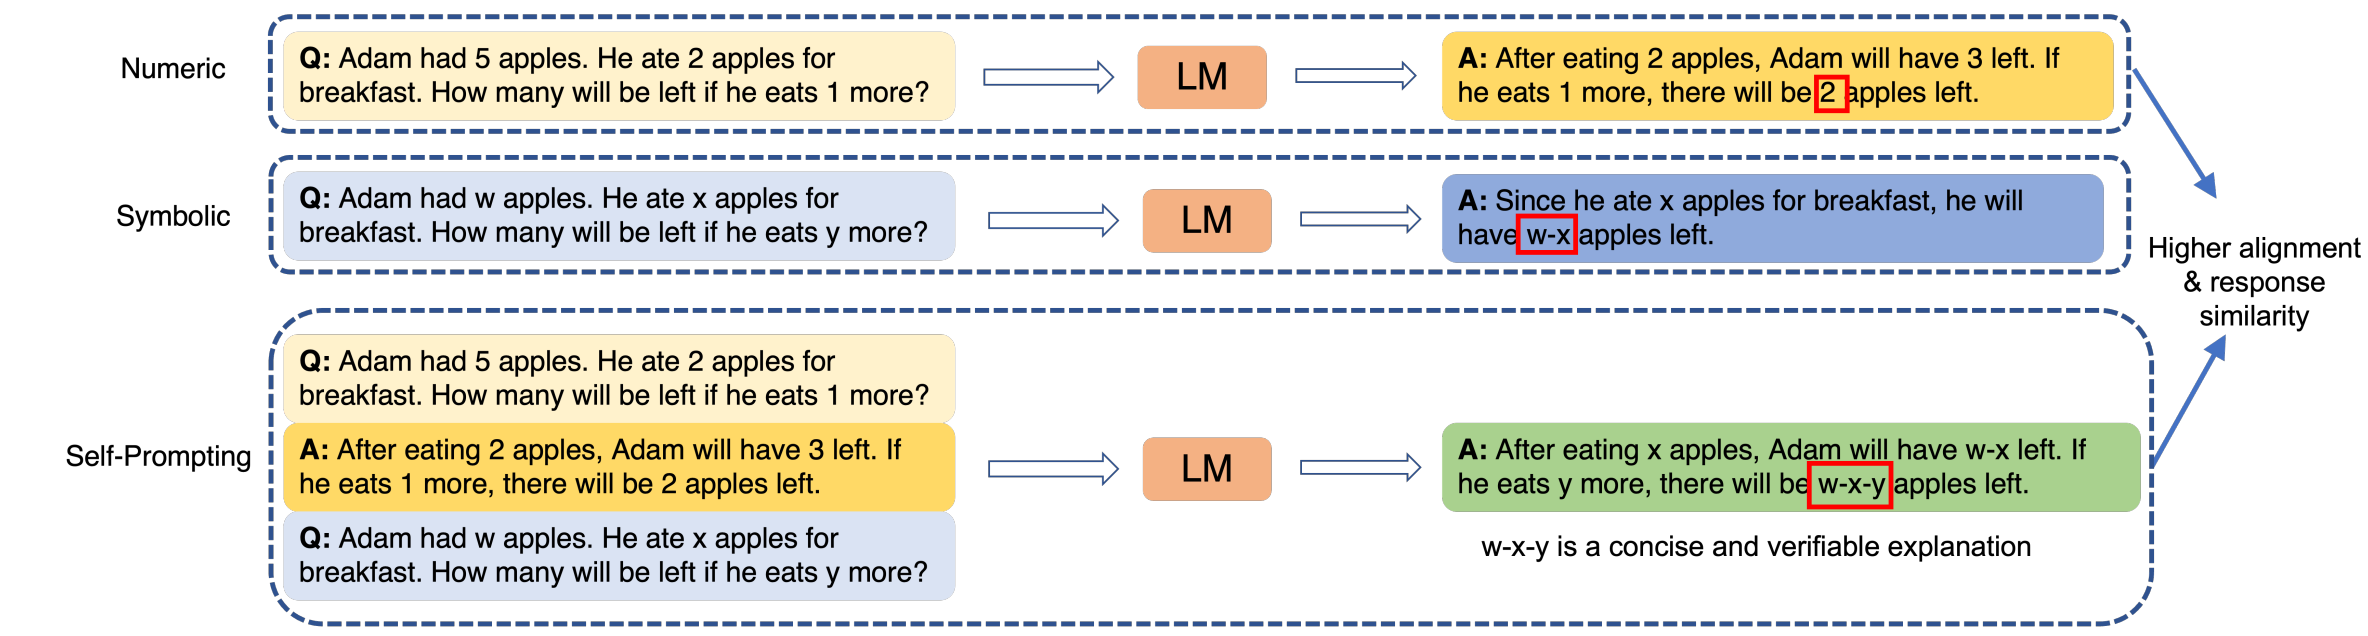 Numeric
Q: Adam had 5 apples. He ate 2 apples for
breakfast. How many will be left if he eats 1 more?
LM
A: After eating 2 apples, Adam will have 3 left. If
he eats 1 more, there will be 2 apples left.
Symbolic
Q: Adam had w apples. He ate x apples for
breakfast. How many will be left if he eats y more?
LM
A: Since he ate x apples for breakfast, he will
have w-x apples left.
Higher alignment
& response
similarity
Self-Prompting
Q: Adam had 5 apples. He ate 2 apples for
breakfast. How many will be left if he eats 1 more?
A: After eating 2 apples, Adam will have 3 left. If
he eats 1 more, there will be 2 apples left.
Q: Adam had w apples. He ate x apples for
breakfast. How many will be left if he eats y more?
LM
A: After eating x apples, Adam will have w-x left. If
he eats y more, there will be w-x-y apples left.
w-x-y is a concise and verifiable explanation